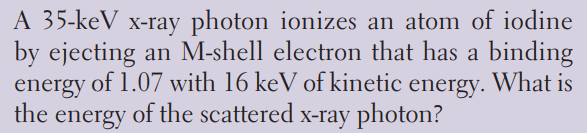 A 35-keV x-ray photon ionizes an atom of iodine
by ejecting an M-shell electron that has a binding
energy of 1.07 with 16 keV of kinetic energy. What is
the energy of the scattered x-ray photon?